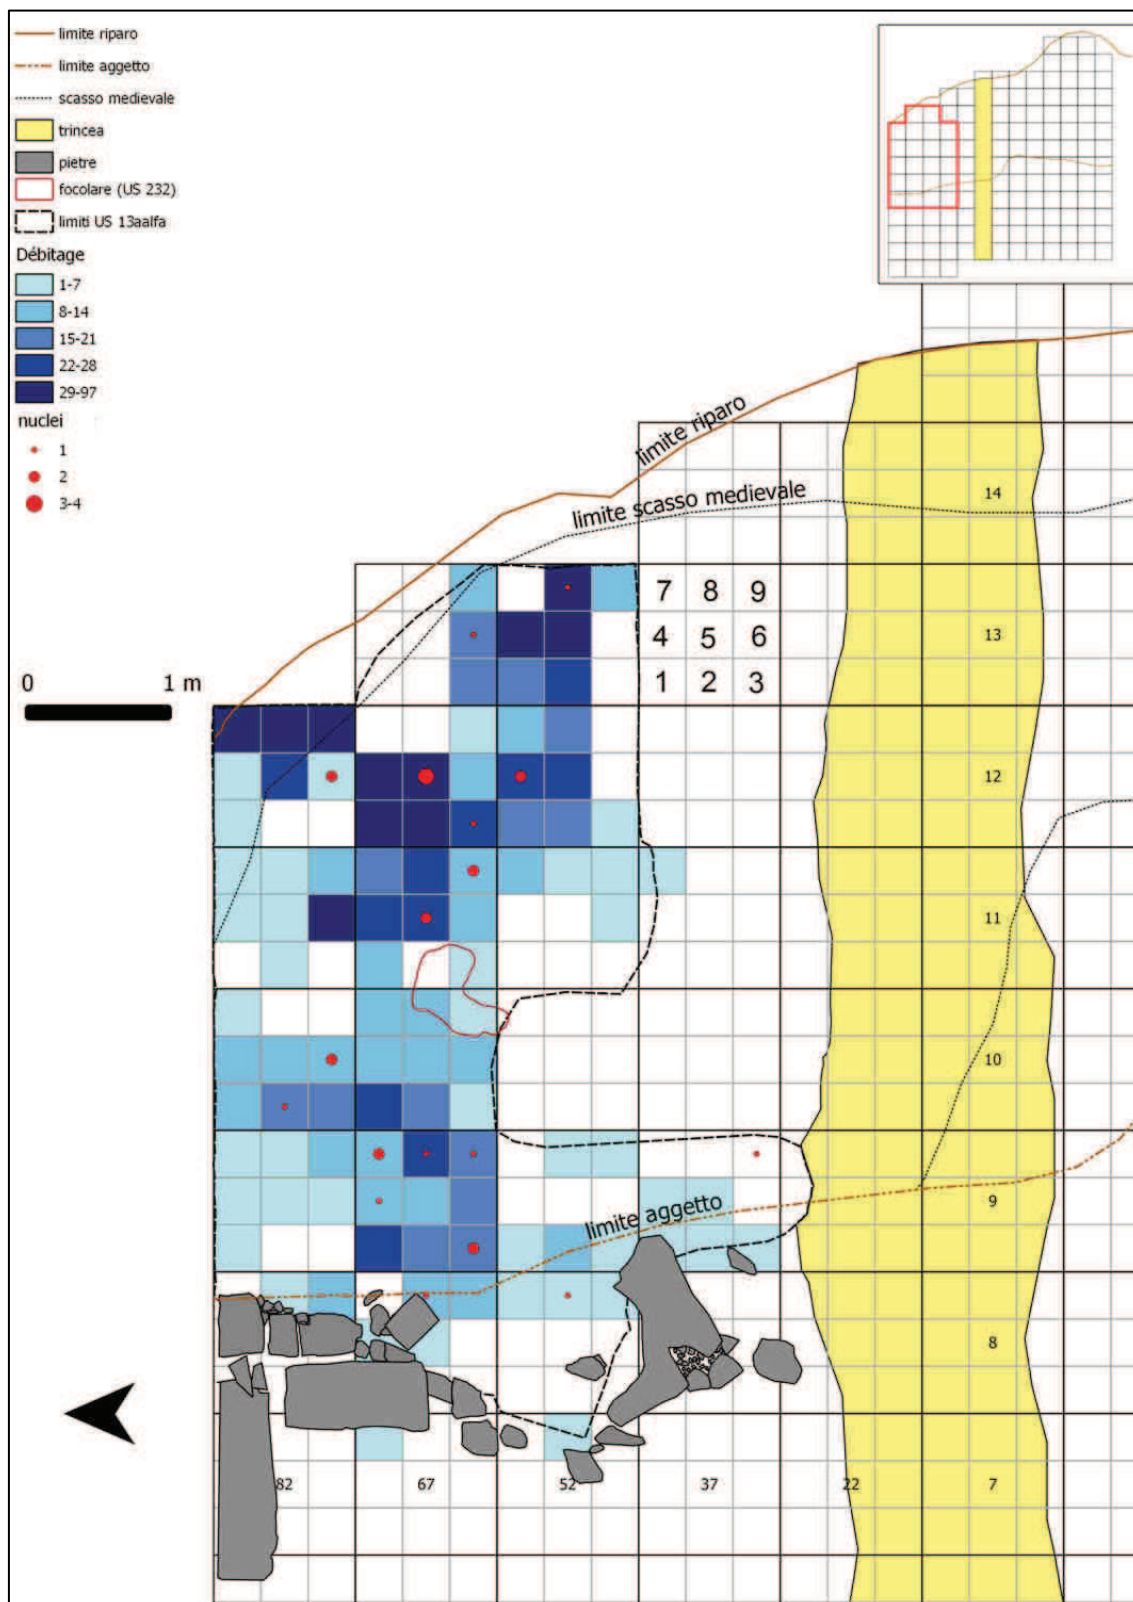 limite riparo
limite aggetto
scasso medievale
trincea
pietre
focolare (US 232)
limiti US 13aalfa
Débitage
1-7
8-14
15-21
22-28
29-97
nuclei
1
2
3-4
limite riparo
limite scasso medievale
14
7 8 9
4 5 6
13
1 2 3
0 1 m
12
11
10
9
limite aggetto
8
82 67 52 37 22 7